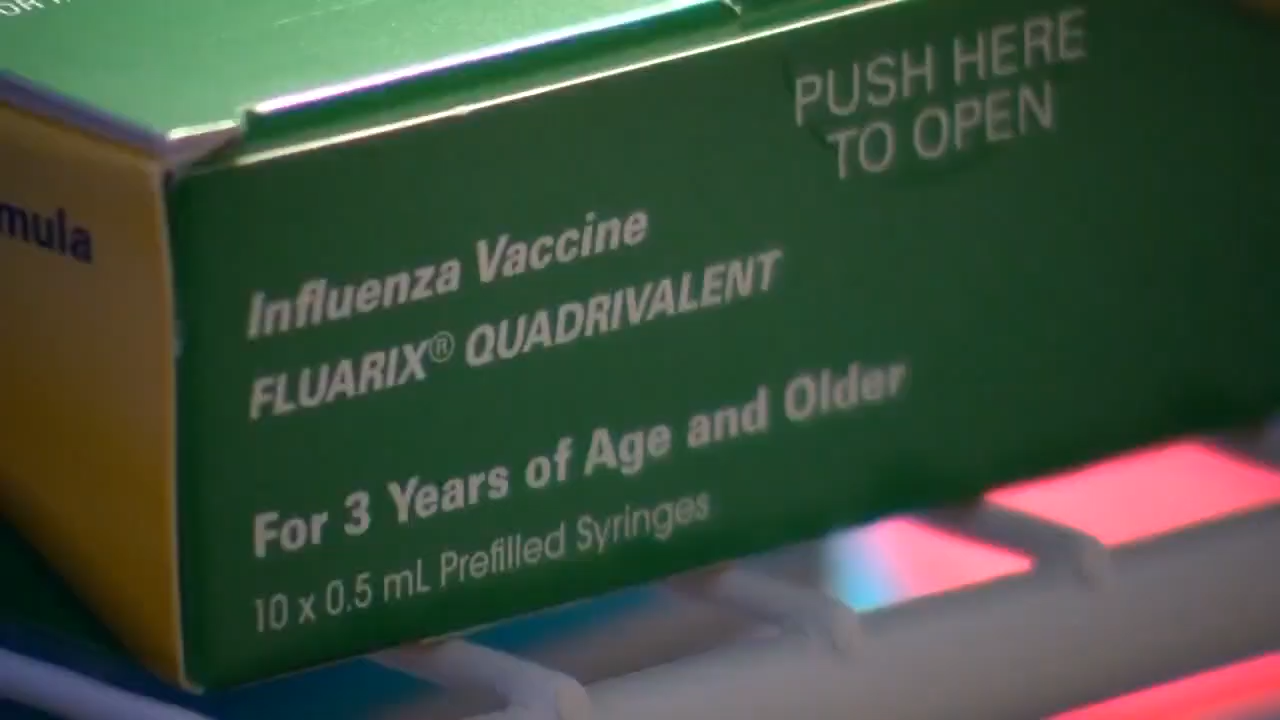 PUSH HERE
TO OPEN
mula
Influenza Vaccine
FLUARIX® QUADRIVALENT
For 3 Years of Age and Older
10 x 0.5 mL Prefilled Syringes